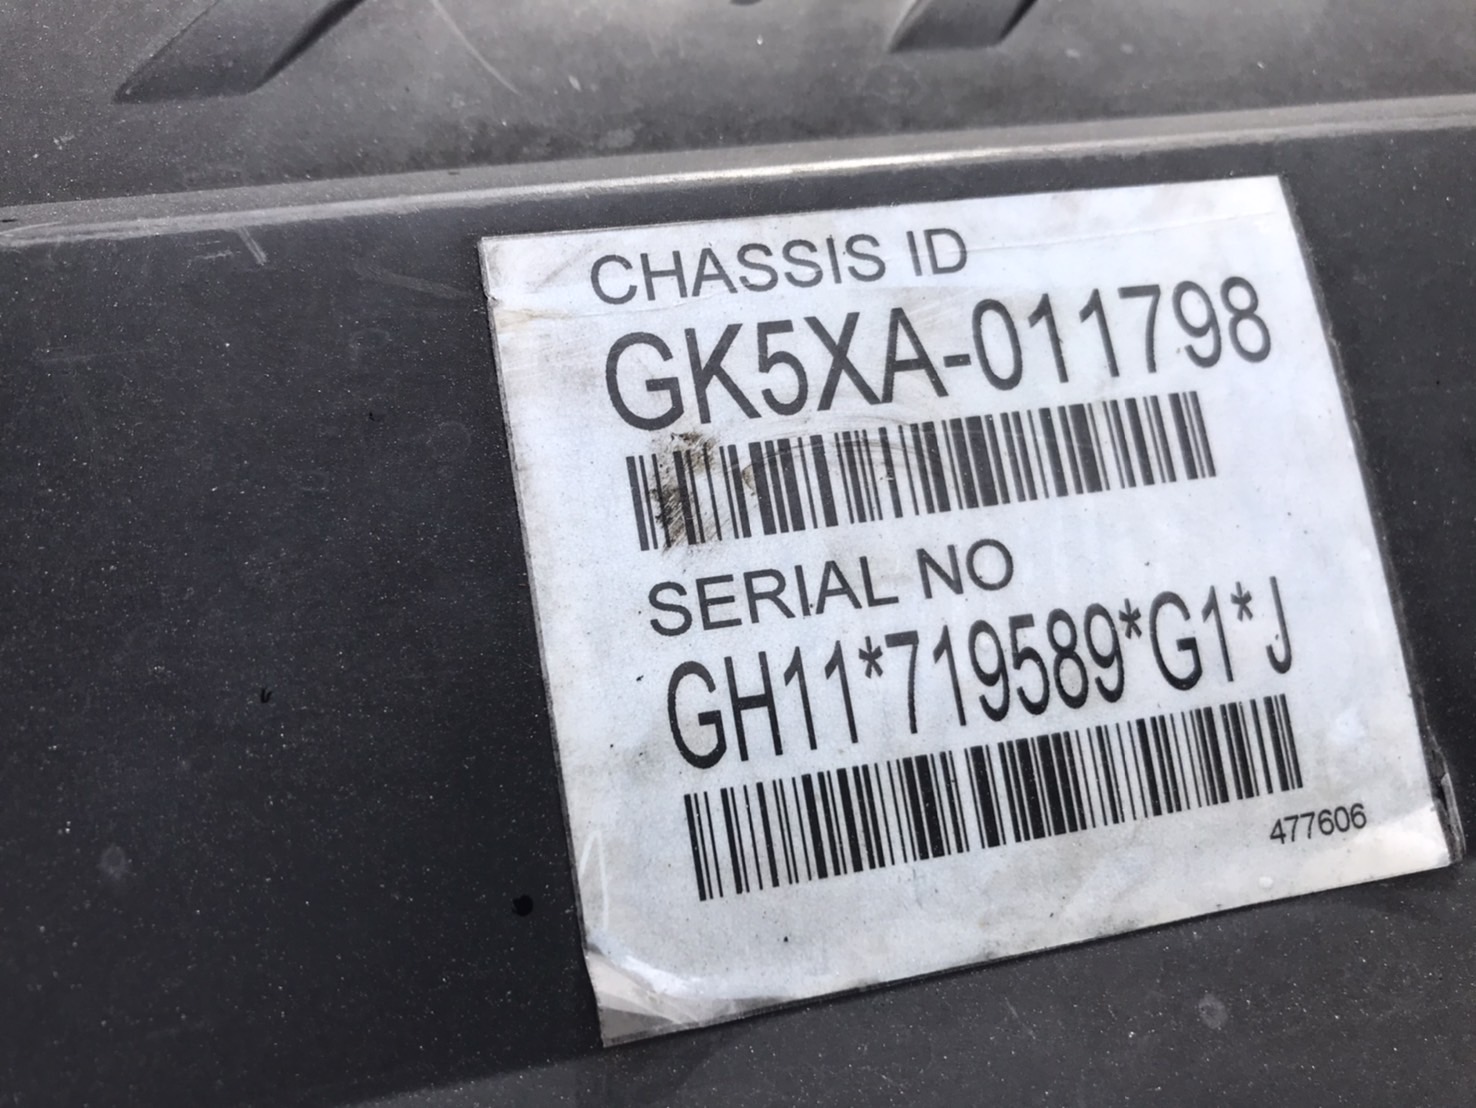 CHASSIS ID
GK5XA-011798
SERIAL NO
GH11*719589*G1*J
477606